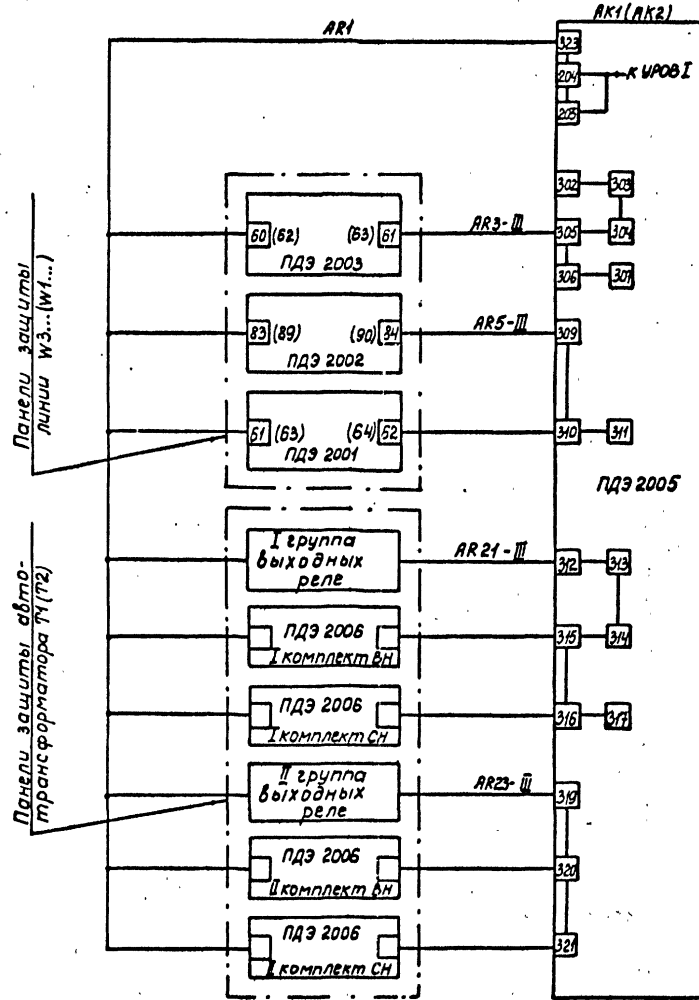 AR1
AK1(AK2)
323
204
к УРОВ I
203
302
303
60 (62)
(63) 61
AR3-III
305
304
ПДЭ 2003
306
307
83 (89)
(90) 84
AR5-III
309
ПДЭ 2002
61 (63)
(64) 62
310
311
ПДЭ 2001
Панели защиты
линии W3...(W1...)
ПДЭ 2005
I группа
выходных
реле
AR21-III
312
313
ПДЭ 2006
I комплект ВН
315
314
ПДЭ 2006
I комплект СН
316
317
II группа
выходных
реле
AR23-III
319
ПДЭ 2006
II комплект ВН
320
ПДЭ 2006
I комплект СН
321
Панели защиты авто-
трансформатора Т1(Т2)